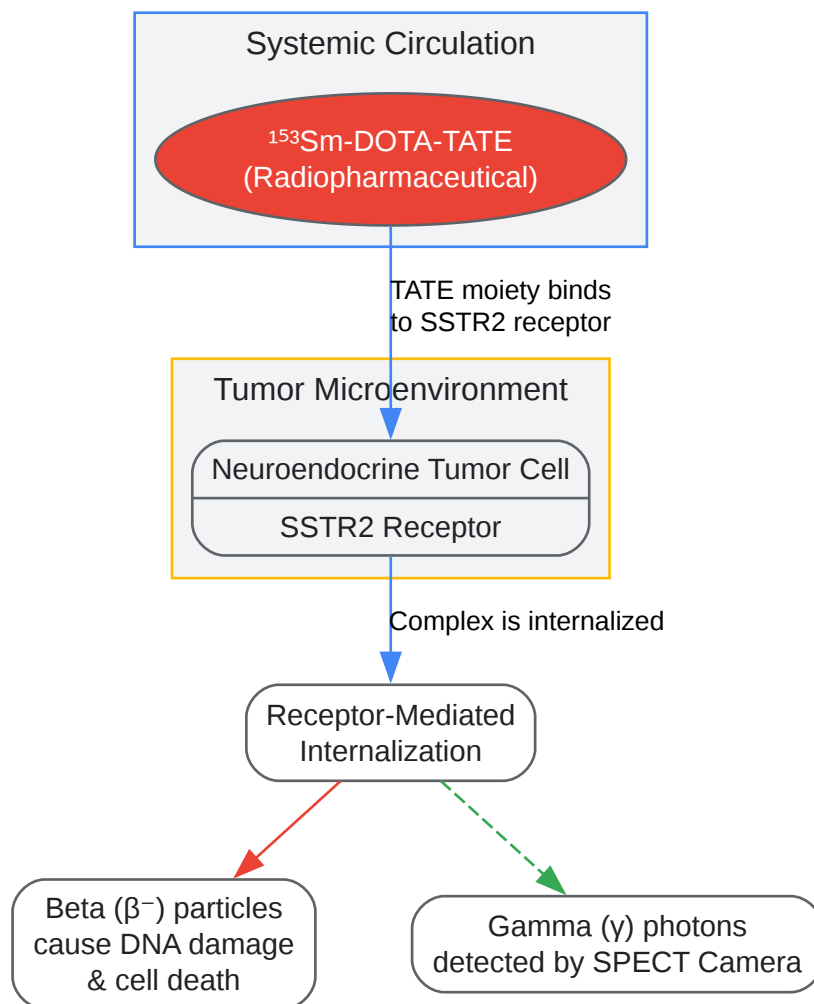 Systemic Circulation
¹⁵³Sm-DOTA-TATE
(Radiopharmaceutical)
TATE moiety binds
to SSTR2 receptor
Tumor Microenvironment
Neuroendocrine Tumor Cell
SSTR2 Receptor
Complex is internalized
Receptor-Mediated
Internalization
Beta (β⁻) particles
cause DNA damage
& cell death
Gamma (γ) photons
detected by SPECT Camera